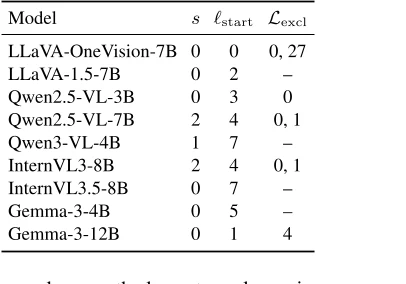 Model s ℓstart ℒexcl
LLaVA-OneVision-7B 0 0 0, 27
LLaVA-1.5-7B 0 2 –
Qwen2.5-VL-3B 0 3 0
Qwen2.5-VL-7B 2 4 0, 1
Qwen3-VL-4B 1 7 –
InternVL3-8B 2 4 0, 1
InternVL3.5-8B 0 7 –
Gemma-3-4B 0 5 –
Gemma-3-12B 0 1 4